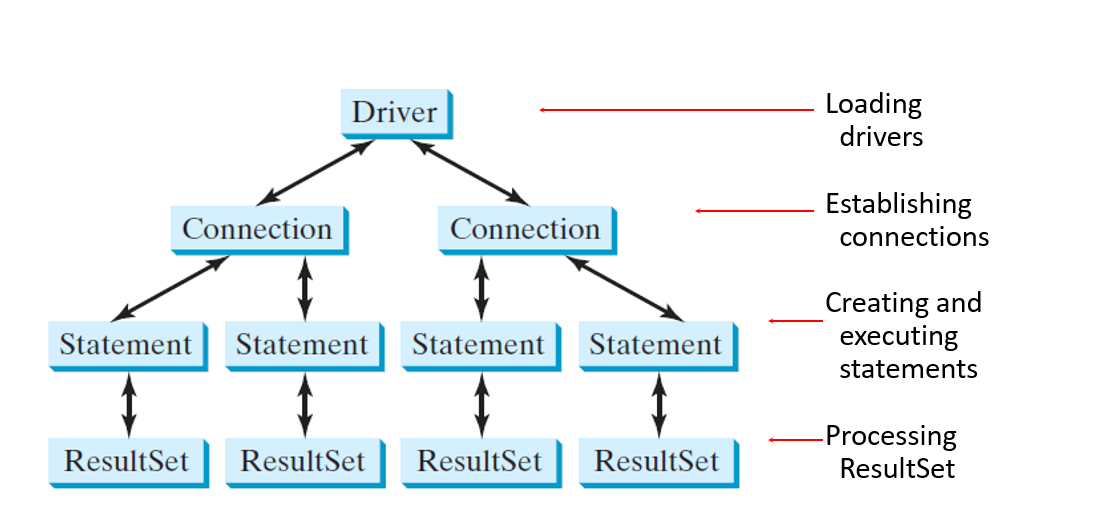 Driver
Loading
drivers
Connection
Connection
Establishing
connections
Statement
Statement
Statement
Statement
Creating and
executing
statements
ResultSet
ResultSet
ResultSet
ResultSet
Processing
ResultSet